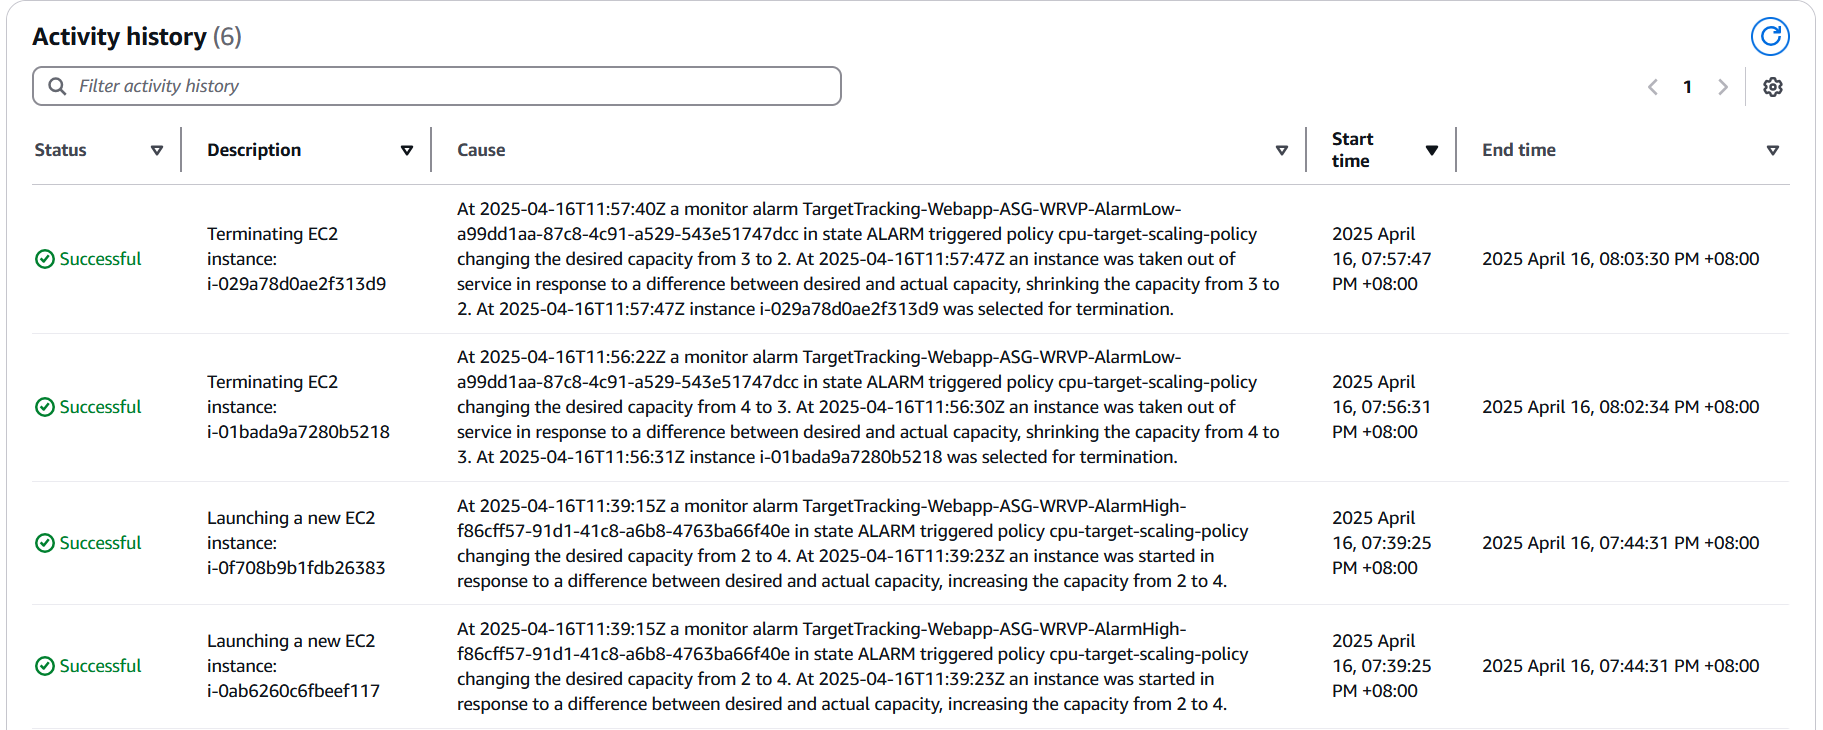 Activity history (6)
Filter activity history
1
Status
Description
Cause
Start
time
End time
Successful
Terminating EC2
instance:
i-029a78d0ae2f313d9
At 2025-04-16T11:57:40Z a monitor alarm TargetTracking-Webapp-ASG-WRVP-AlarmLow-
a99dd1aa-87c8-4c91-a529-543e51747dcc in state ALARM triggered policy cpu-target-scaling-policy
changing the desired capacity from 3 to 2. At 2025-04-16T11:57:47Z an instance was taken out of
service in response to a difference between desired and actual capacity, shrinking the capacity from 3 to
2. At 2025-04-16T11:57:47Z instance i-029a78d0ae2f313d9 was selected for termination.
2025 April
16, 07:57:47
PM +08:00
2025 April 16, 08:03:30 PM +08:00
Successful
Terminating EC2
instance:
i-01bada9a7280b5218
At 2025-04-16T11:56:22Z a monitor alarm TargetTracking-Webapp-ASG-WRVP-AlarmLow-
a99dd1aa-87c8-4c91-a529-543e51747dcc in state ALARM triggered policy cpu-target-scaling-policy
changing the desired capacity from 4 to 3. At 2025-04-16T11:56:30Z an instance was taken out of
service in response to a difference between desired and actual capacity, shrinking the capacity from 4 to
3. At 2025-04-16T11:56:31Z instance i-01bada9a7280b5218 was selected for termination.
2025 April
16, 07:56:31
PM +08:00
2025 April 16, 08:02:34 PM +08:00
Successful
Launching a new EC2
instance:
i-0f708b9b1fdb26383
At 2025-04-16T11:39:15Z a monitor alarm TargetTracking-Webapp-ASG-WRVP-AlarmHigh-
f86cff57-91d1-41c8-a6b8-4763ba66f40e in state ALARM triggered policy cpu-target-scaling-policy
changing the desired capacity from 2 to 4. At 2025-04-16T11:39:23Z an instance was started in
response to a difference between desired and actual capacity, increasing the capacity from 2 to 4.
2025 April
16, 07:39:25
PM +08:00
2025 April 16, 07:44:31 PM +08:00
Successful
Launching a new EC2
instance:
i-0ab6260c6fbeef117
At 2025-04-16T11:39:15Z a monitor alarm TargetTracking-Webapp-ASG-WRVP-AlarmHigh-
f86cff57-91d1-41c8-a6b8-4763ba66f40e in state ALARM triggered policy cpu-target-scaling-policy
changing the desired capacity from 2 to 4. At 2025-04-16T11:39:23Z an instance was started in
response to a difference between desired and actual capacity, increasing the capacity from 2 to 4.
2025 April
16, 07:39:25
PM +08:00
2025 April 16, 07:44:31 PM +08:00